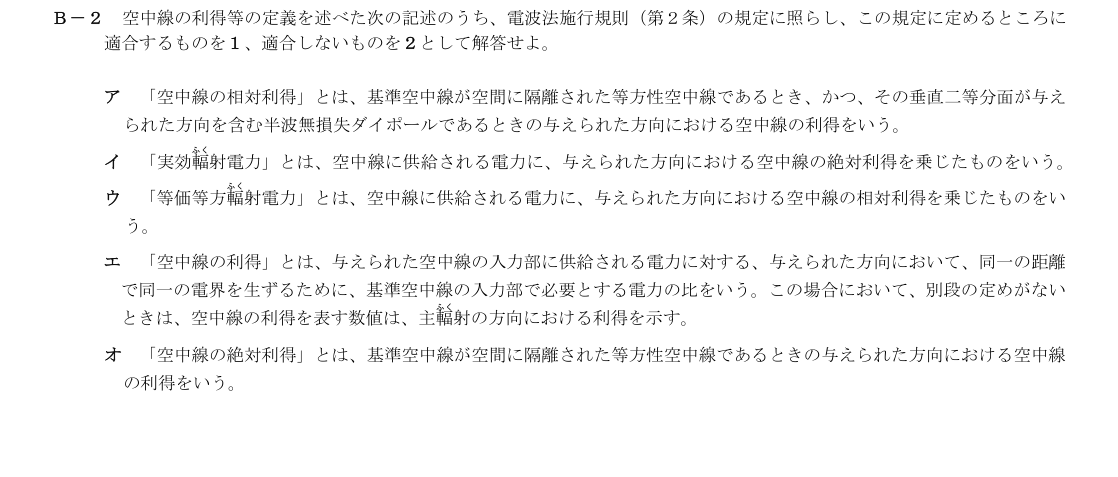 B－2　空中線の利得等の定義を述べた次の記述のうち、電波法施行規則（第２条）の規定に照らし、この規定に定めるところに
適合するものを１、適合しないものを２として解答せよ。
ア　「空中線の相対利得」とは、基準空中線が空間に隔離された等方性空中線であるとき、かつ、その垂直二等分面が与え
られた方向を含む半波無損失ダイポールであるときの与えられた方向における空中線の利得をいう。
ふく
イ　「実効輻射電力」とは、空中線に供給される電力に、与えられた方向における空中線の絶対利得を乗じたものをいう。
ふく
ウ　「等価等方輻射電力」とは、空中線に供給される電力に、与えられた方向における空中線の相対利得を乗じたものをい
う。
エ　「空中線の利得」とは、与えられた空中線の入力部に供給される電力に対する、与えられた方向において、同一の距離
で同一の電界を生ずるために、基準空中線の入力部で必要とする電力の比をいう。この場合において、別段の定めがない
ふく
ときは、空中線の利得を表す数値は、主輻射の方向における利得を示す。
オ　「空中線の絶対利得」とは、基準空中線が空間に隔離された等方性空中線であるときの与えられた方向における空中線
の利得をいう。